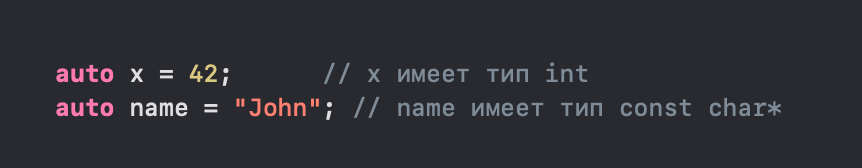 auto x = 42;      // x имеет тип int
auto name = "John"; // name имеет тип const char*